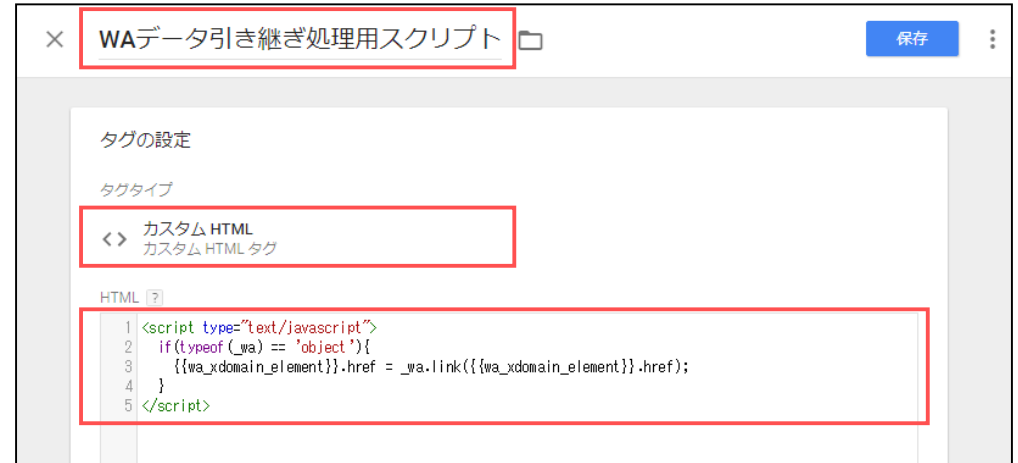 WAデータ引き継ぎ処理用スクリプト
保存
タグの設定
タグタイプ
カスタム HTML
カスタム HTML タグ
HTML ?
1 <script type="text/javascript">
2   if(typeof(_wa) == 'object'){
3     {{wa_xdomain_element}}.href = _wa.link({{wa_xdomain_element}}.href);
4   }
5 </script>